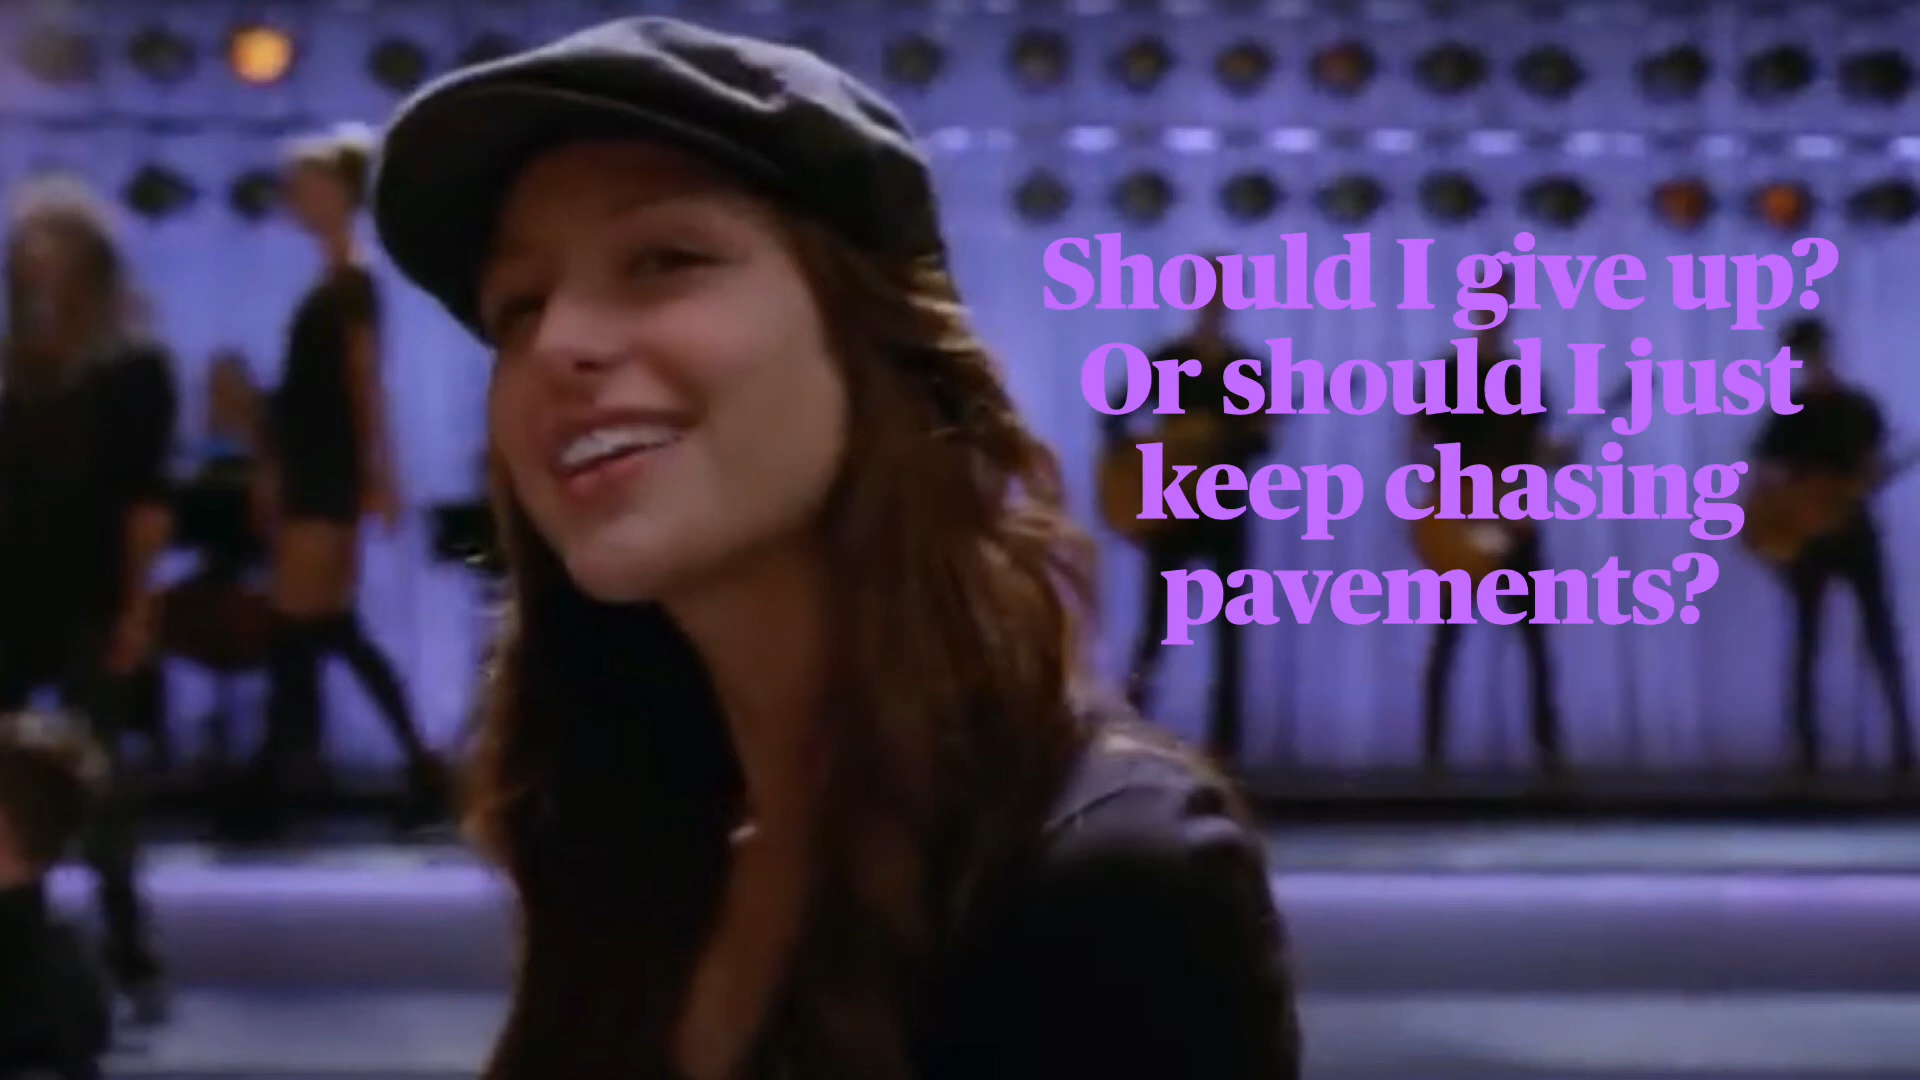 Should I give up?
Or should I just
keep chasing
pavements?